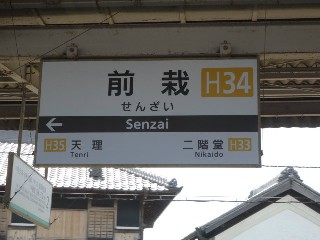 前栽 H34
せんざい
← Senzai
H35 天理 二階堂 H33
Tenri Nikaido